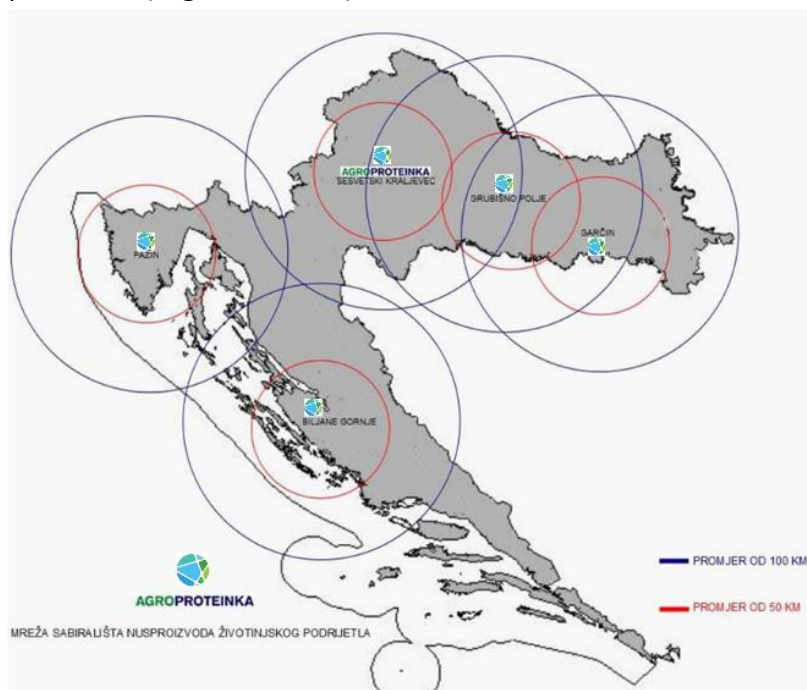 AGROPROTEINKA
SESVETSKI KRALJEVEC
GRUBIŠNO POLJE
GARČIN
PAZIN
BILJANE GORNJE
PROMJER OD 100 KM
AGROPROTEINKA
PROMJER OD 50 KM
MREŽA SABIRALIŠTA NUSPROIZVODA ŽIVOTINJSKOG PODRIJETLA